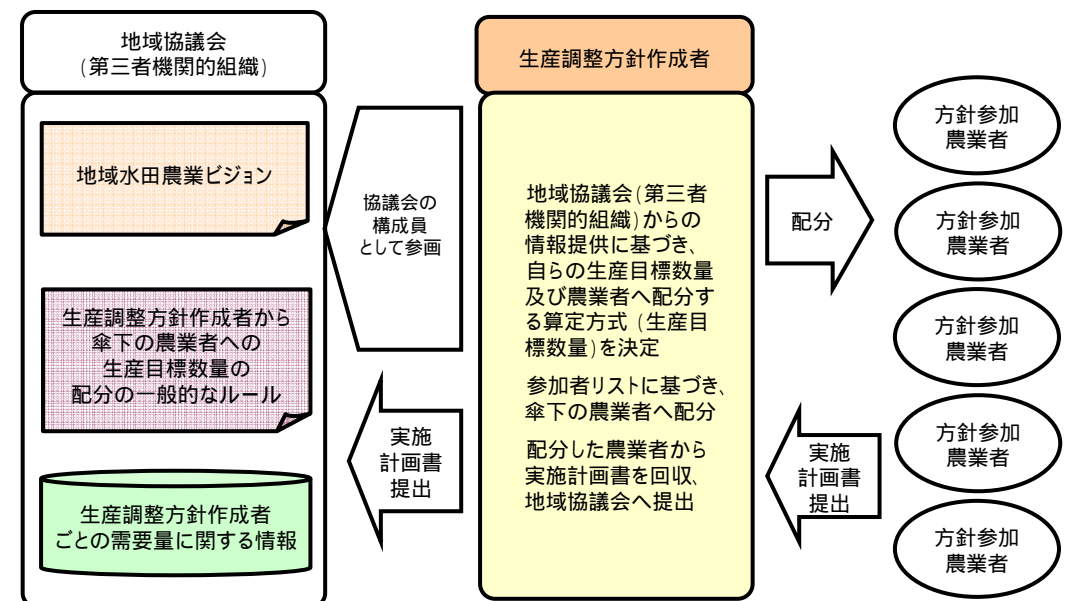 地域協議会
(第三者機関的組織)
地域水田農業ビジョン
生産調整方針作成者から
傘下の農業者への
生産目標数量の
配分の一般的なルール
生産調整方針作成者
ごとの需要量に関する情報
協議会の
構成員
として参画
実施
計画書
提出
生産調整方針作成者
地域協議会(第三者
機関的組織)からの
情報提供に基づき、
自らの生産目標数量
及び農業者へ配分す
る算定方式（生産目
標数量)を決定
参加者リストに基づき、
傘下の農業者へ配分
配分した農業者から
実施計画書を回収、
地域協議会へ提出
配分
実施
計画書
提出
方針参加
農業者
方針参加
農業者
方針参加
農業者
方針参加
農業者
方針参加
農業者